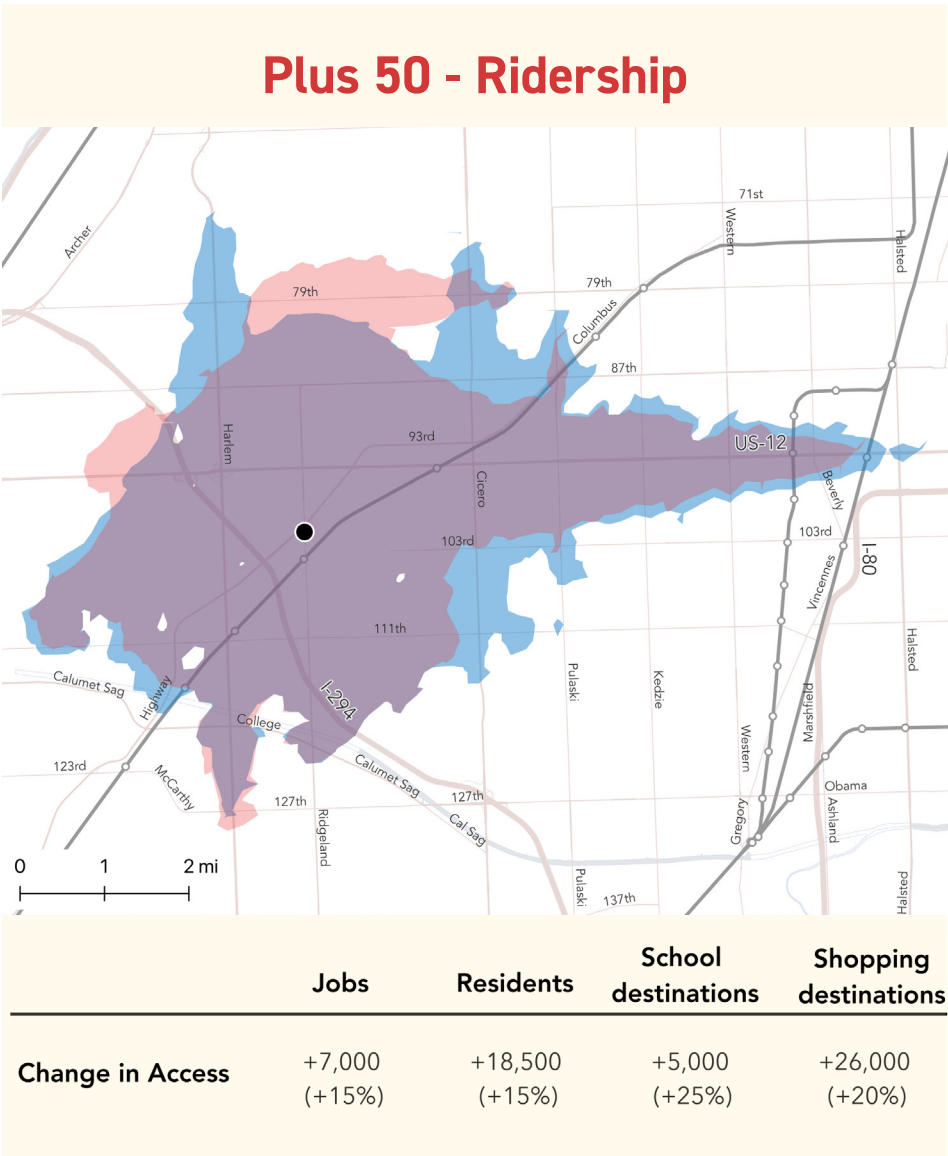 Plus 50 - Ridership
71st
Western
Halsted
Archer
79th
79th
Columbus
87th
Harlem
93rd
US-12
Cicero
Beverly
103rd
103rd
I-80
Vincennes
111th
Halsted
Pulaski
Kedzie
Calumet Sag
Highway
I-294
College
Marshfield
Western
123rd
McCarthy
Calumet Sag
127th
127th
Obama
Ridgeland
Cal Sag
Gregory
Ashland
0 1 2 mi
Pulaski
137th
Halsted
Jobs
Residents
School
destinations
Shopping
destinations
Change in Access
+7,000
(+15%)
+18,500
(+15%)
+5,000
(+25%)
+26,000
(+20%)